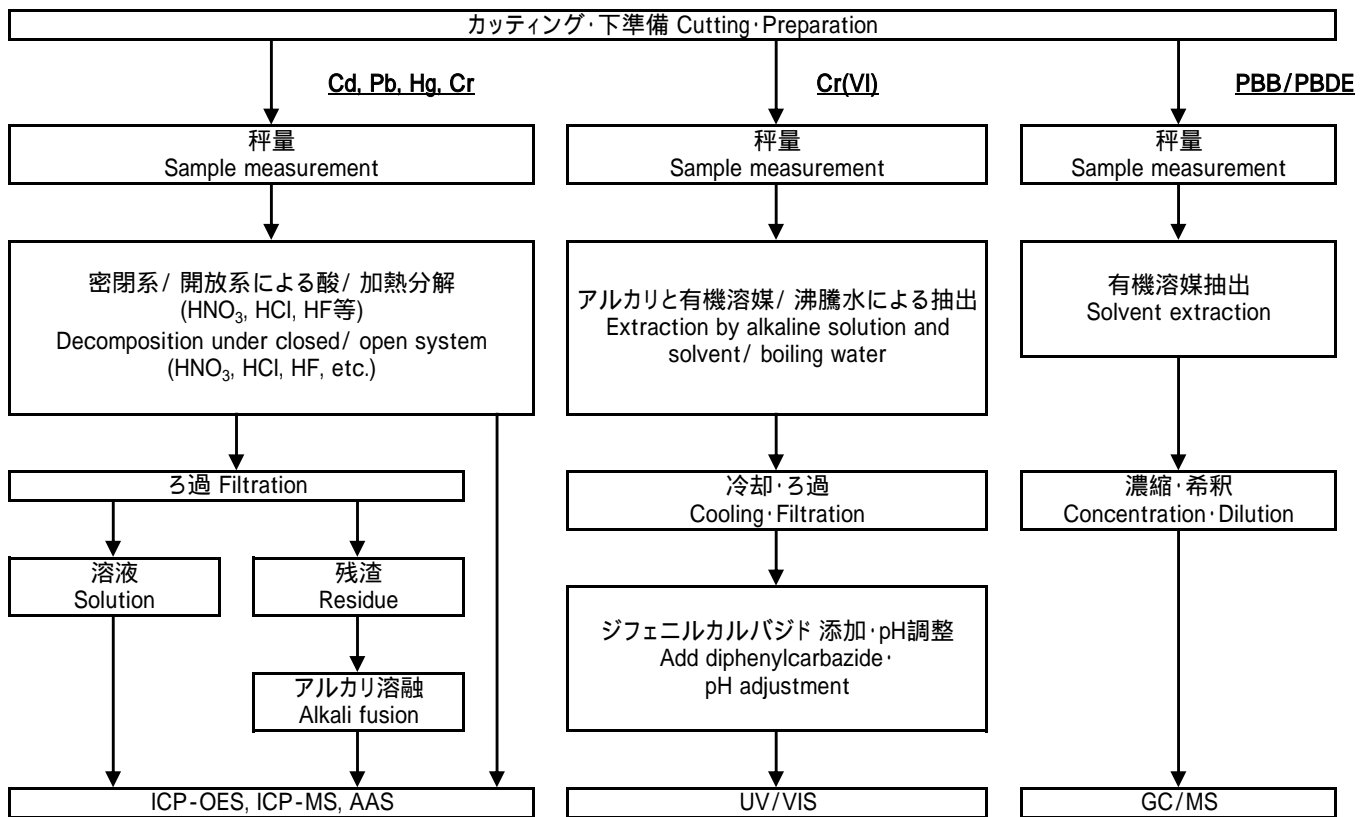 カッティング･下準備 Cutting･Preparation
Cd, Pb, Hg, Cr
Cr(VI)
PBB/PBDE
秤量
Sample measurement
秤量
Sample measurement
秤量
Sample measurement
密閉系/ 開放系による酸/ 加熱分解
(HNO₃, HCl, HF等)
Decomposition under closed/ open system
(HNO₃, HCl, HF, etc.)
アルカリと有機溶媒/ 沸騰水による抽出
Extraction by alkaline solution and
solvent/ boiling water
有機溶媒抽出
Solvent extraction
ろ過 Filtration
冷却･ろ過
Cooling･Filtration
濃縮･希釈
Concentration･Dilution
溶液
Solution
残渣
Residue
ジフェニルカルバジド 添加･pH調整
Add diphenylcarbazide･
pH adjustment
アルカリ溶融
Alkali fusion
ICP-OES, ICP-MS, AAS
UV/VIS
GC/MS